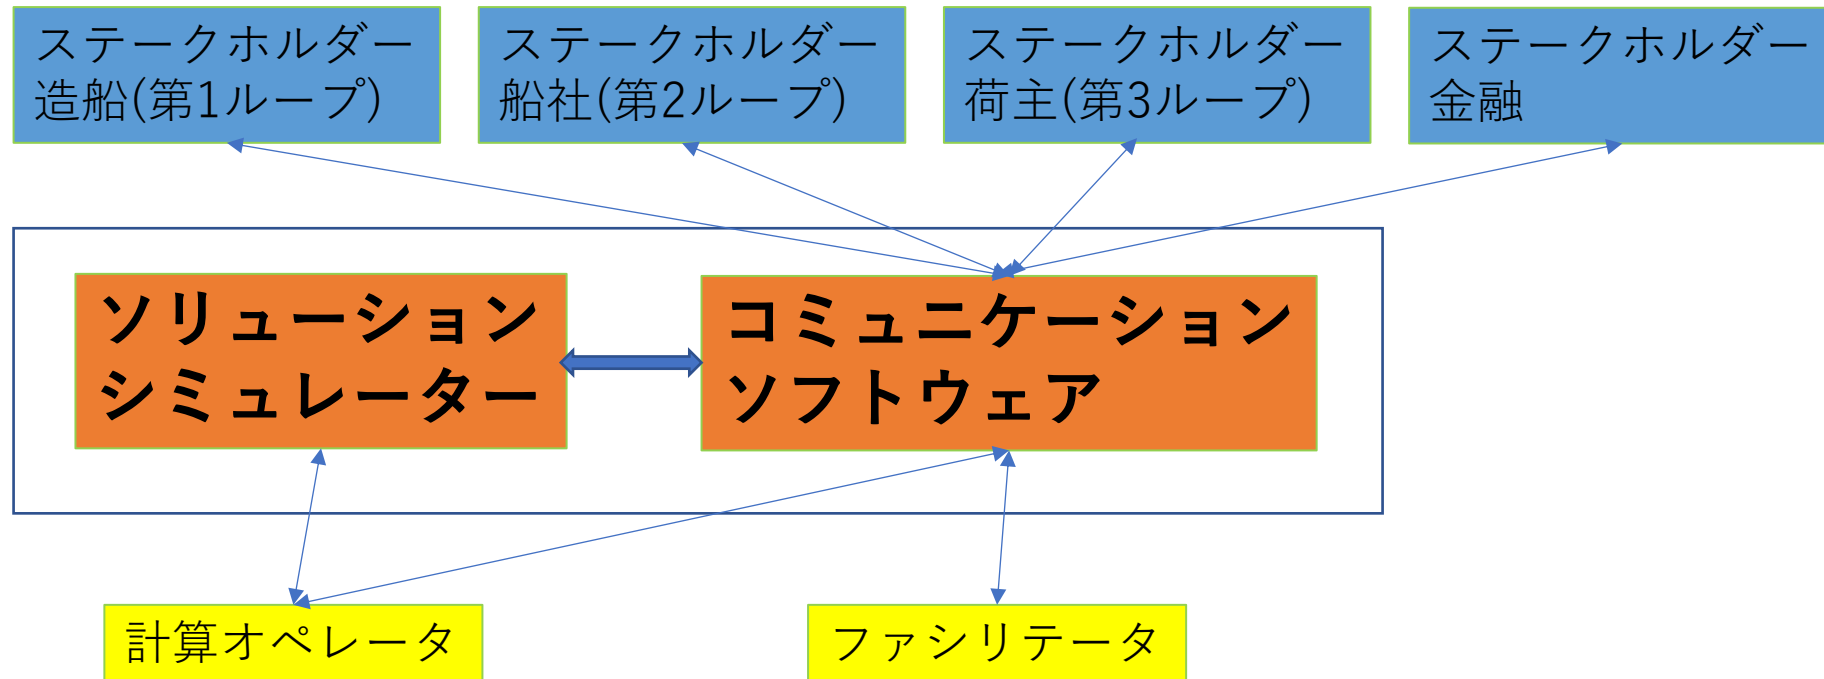 ステークホルダー
造船(第1ループ)
ステークホルダー
船社(第2ループ)
ステークホルダー
荷主(第3ループ)
ステークホルダー
金融
ソリューション
シミュレーター
コミュニケーション
ソフトウェア
計算オペレータ
ファシリテータ